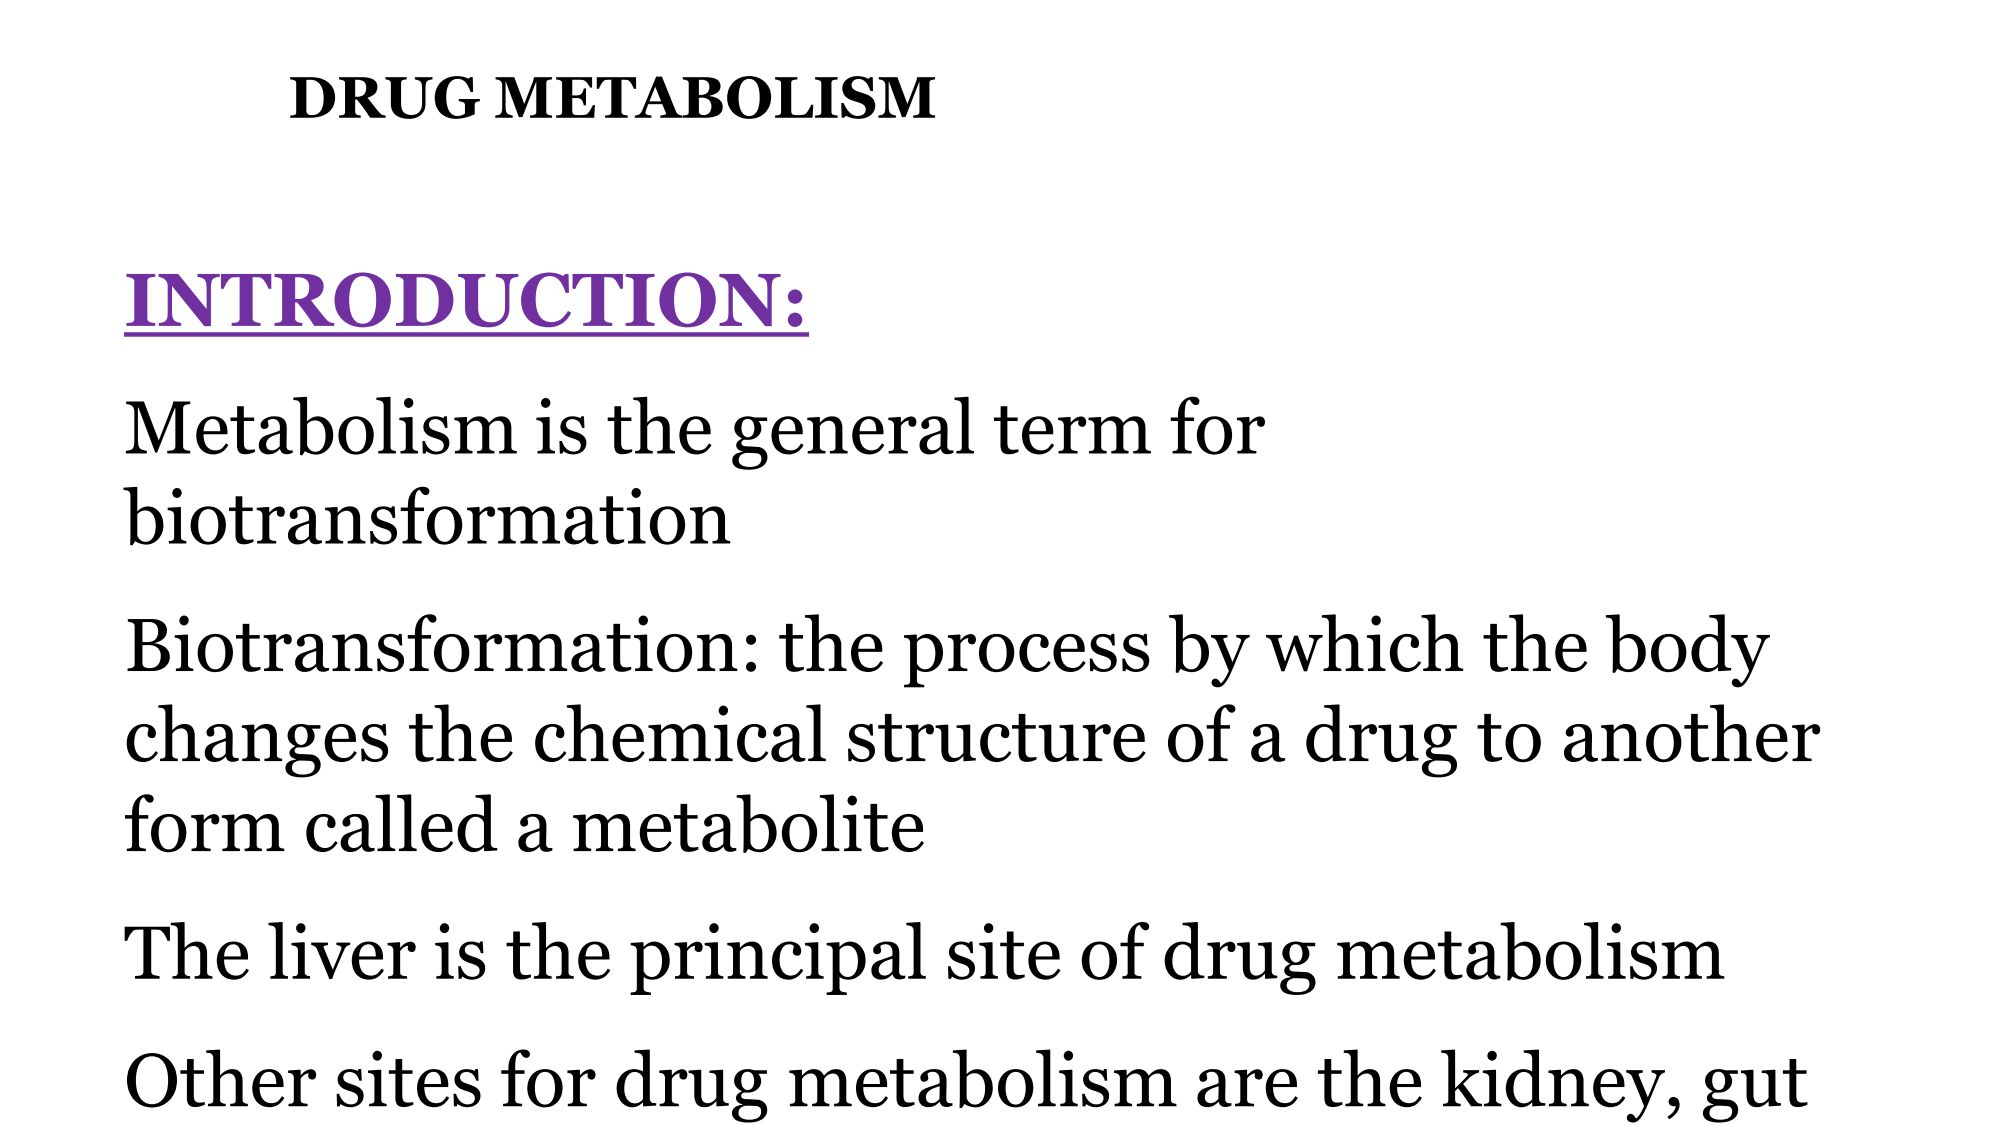 DRUG METABOLISM
INTRODUCTION:
Metabolism is the general term for
biotransformation
Biotransformation: the process by which the body
changes the chemical structure of a drug to another
form called a metabolite
The liver is the principal site of drug metabolism
Other sites for drug metabolism are the kidney, gut